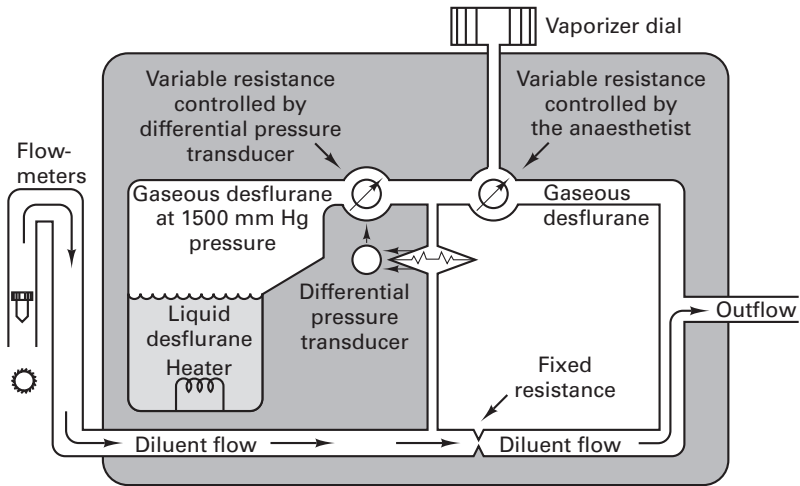 Vaporizer dial
Variable resistance
controlled by
differential pressure
transducer
Variable resistance
controlled by
the anaesthetist
Flow-
meters
Gaseous desflurane
at 1500 mm Hg
pressure
Gaseous
desflurane
Differential
pressure
transducer
Liquid
desflurane
Heater
Outflow
Fixed
resistance
Diluent flow
Diluent flow